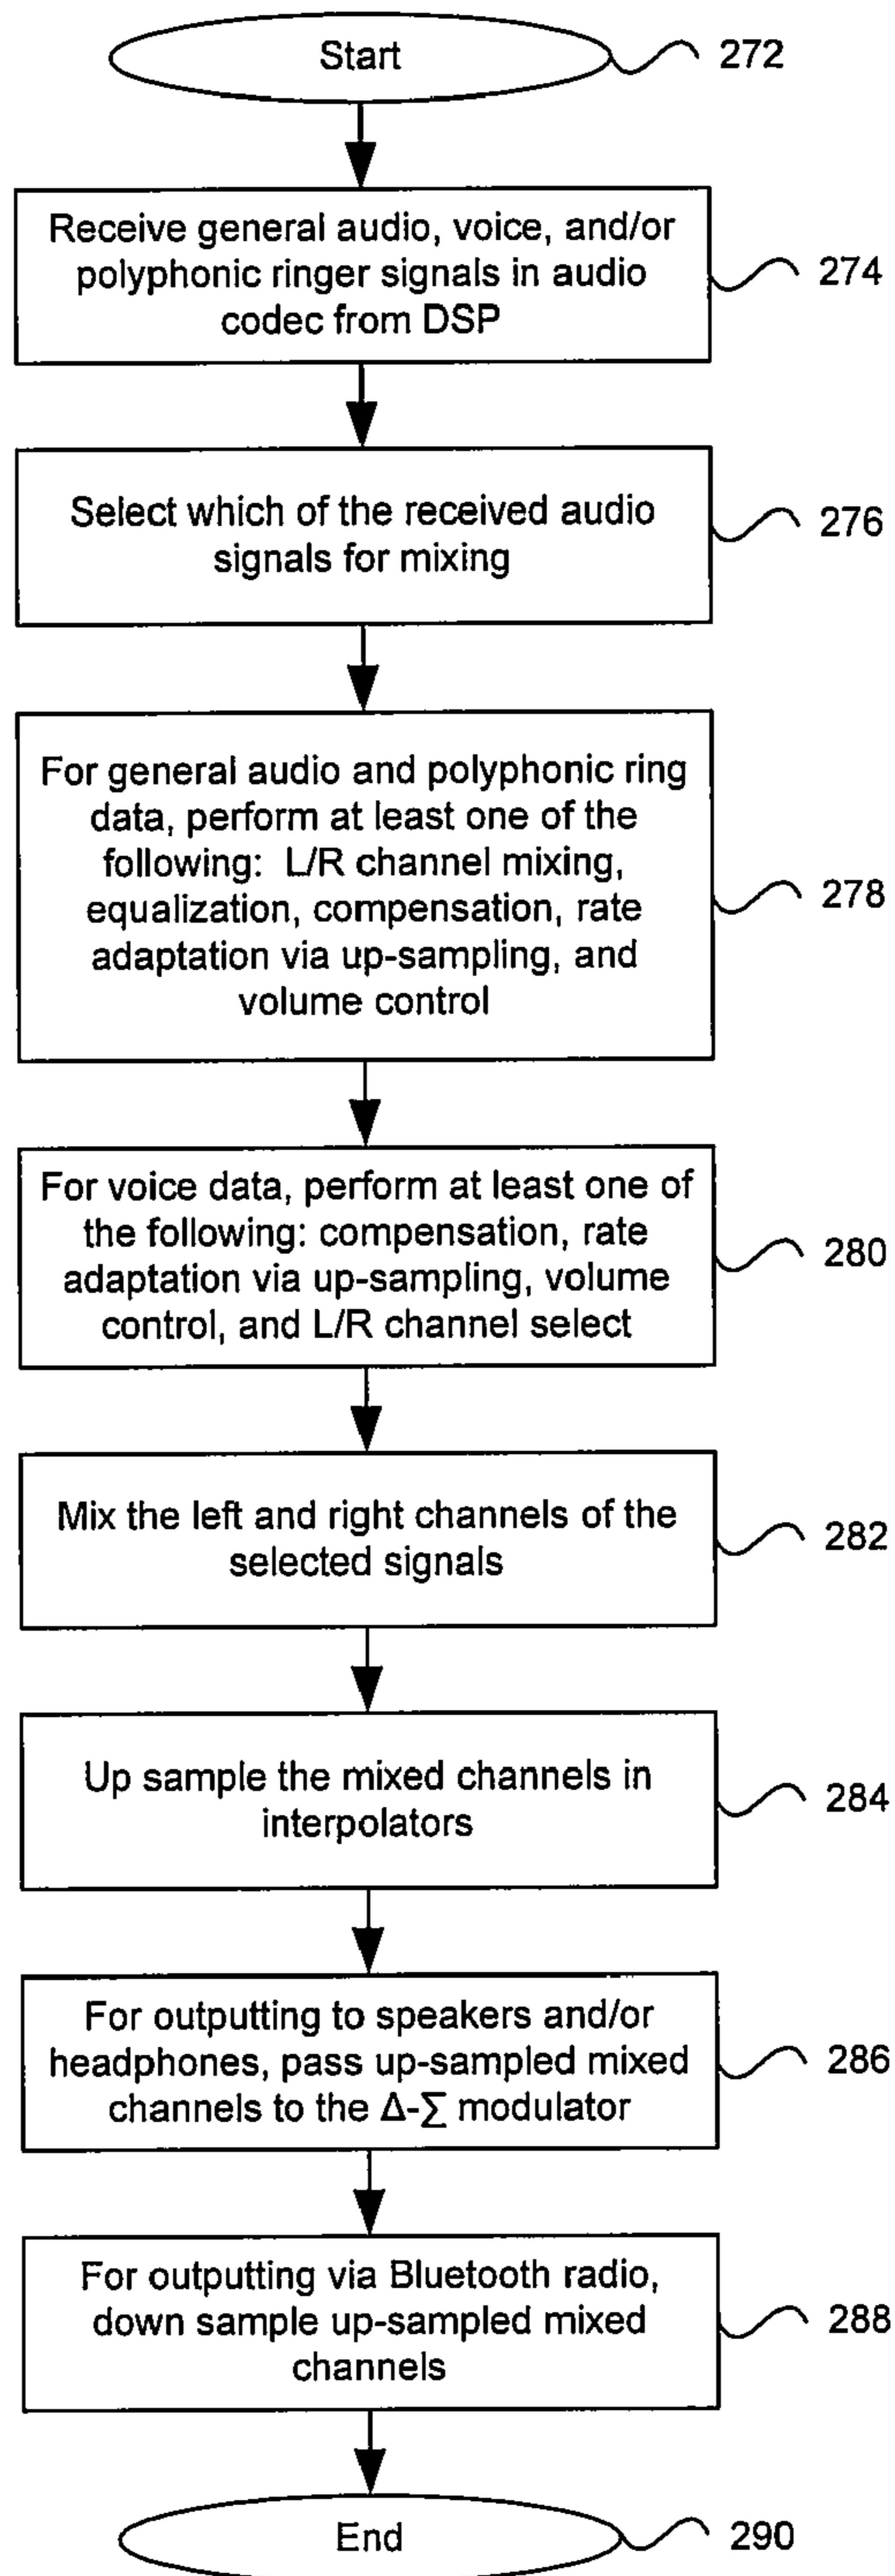 Start
272
Receive general audio, voice, and/or
polyphonic ringer signals in audio
codec from DSP
274
Select which of the received audio
signals for mixing
276
For general audio and polyphonic ring
data, perform at least one of the
following:  L/R channel mixing,
equalization, compensation, rate
adaptation via up-sampling, and
volume control
278
For voice data, perform at least one of
the following: compensation, rate
adaptation via up-sampling, volume
control, and L/R channel select
280
Mix the left and right channels of the
selected signals
282
Up sample the mixed channels in
interpolators
284
For outputting to speakers and/or
headphones, pass up-sampled mixed
channels to the Δ-∑ modulator
286
For outputting via Bluetooth radio,
down sample up-sampled mixed
channels
288
End
290